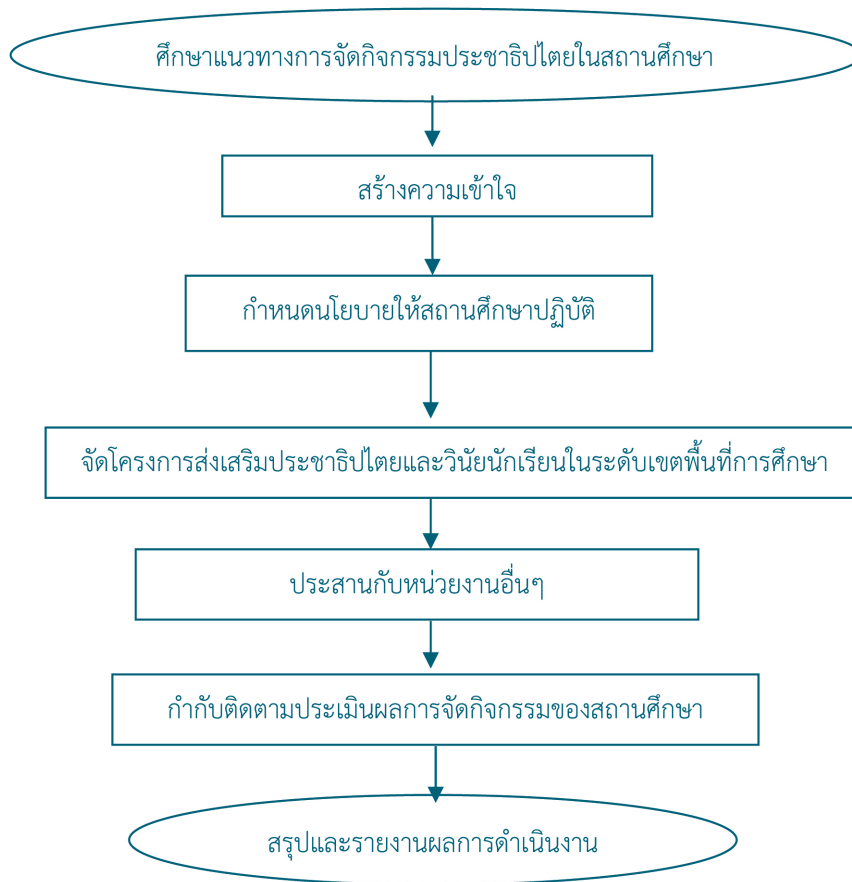 ศึกษาแนวทางการจัดกิจกรรมประชาธิปไตยในสถานศึกษา
สร้างความเข้าใจ
กำหนดนโยบายให้สถานศึกษาปฏิบัติ
จัดโครงการส่งเสริมประชาธิปไตยและวินัยนักเรียนในระดับเขตพื้นที่การศึกษา
ประสานกับหน่วยงานอื่นๆ
กำกับติดตามประเมินผลการจัดกิจกรรมของสถานศึกษา
สรุปและรายงานผลการดำเนินงาน